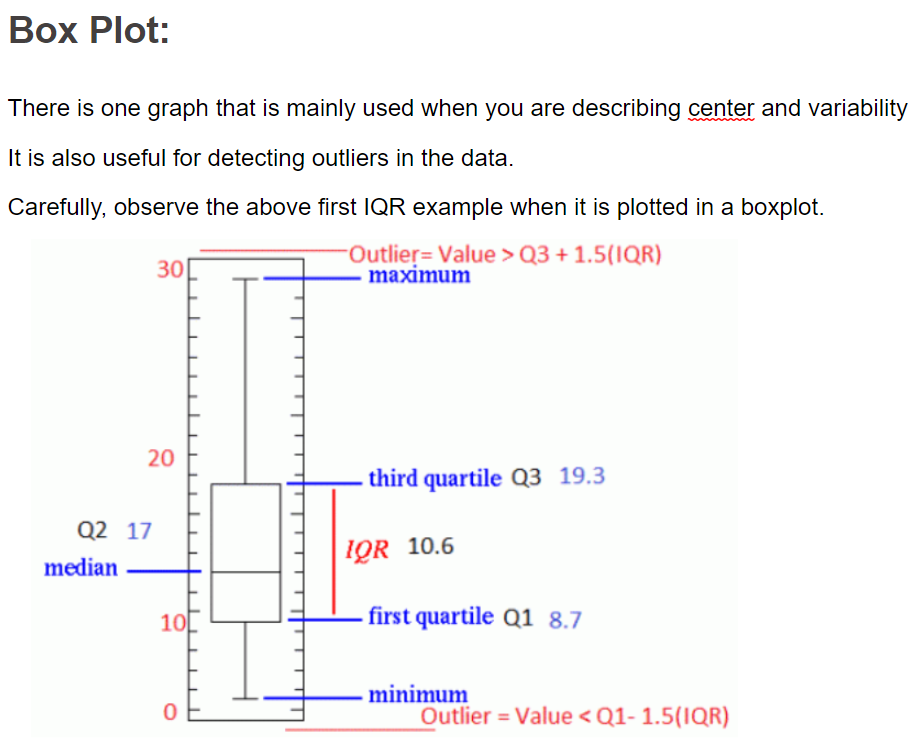 Box Plot:
There is one graph that is mainly used when you are describing center and variability
It is also useful for detecting outliers in the data.
Carefully, observe the above first IQR example when it is plotted in a boxplot.
Outlier= Value > Q3 + 1.5(IQR)
30
maximum
20
third quartile Q3 19.3
Q2 17
IQR 10.6
median
10
first quartile Q1 8.7
minimum
0
Outlier = Value < Q1- 1.5(IQR)